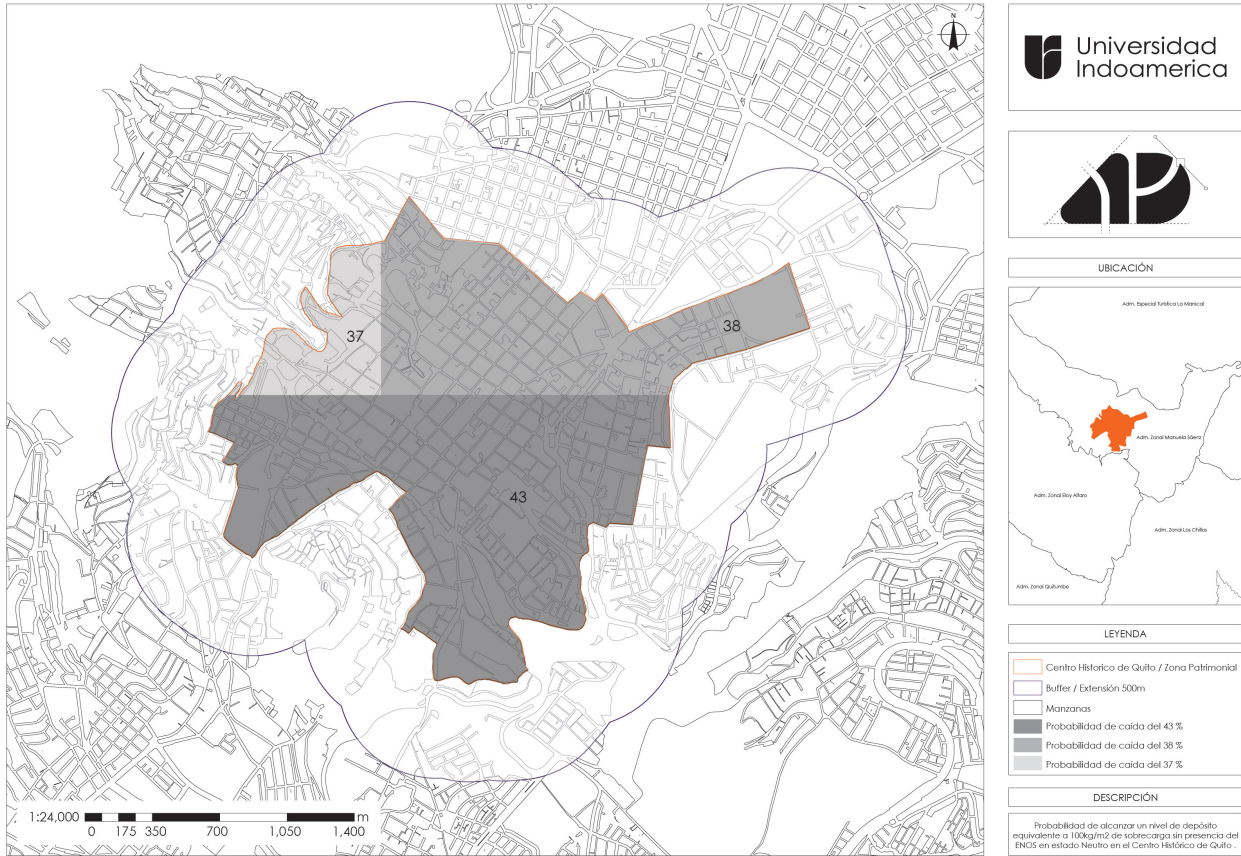 N
37
38
43
1:24,000
m
0 175 350 700 1,050 1,400
Universidad
Indoamerica
UBICACIÓN
Adm. Especial Turistica La Mariscal
Adm. Zonal Manuela Sáenz
Adm. Zonal Eloy Alfaro
Adm. Zonal Los Chillos
Adm. Zonal Quitumbe
LEYENDA
Centro Historico de Quito / Zona Patrimonial
Buffer / Extensión 500m
Manzanas
Probabilidad de caída del 43 %
Probabilidad de caída del 38 %
Probabilidad de caída del 37 %
DESCRIPCIÓN
Probabilidad de alcanzar un nivel de depósito
equivalente a 100kg/m2 de sobrecarga sin presencia del
ENOS en estado Neutro en el Centro Histórico de Quito .